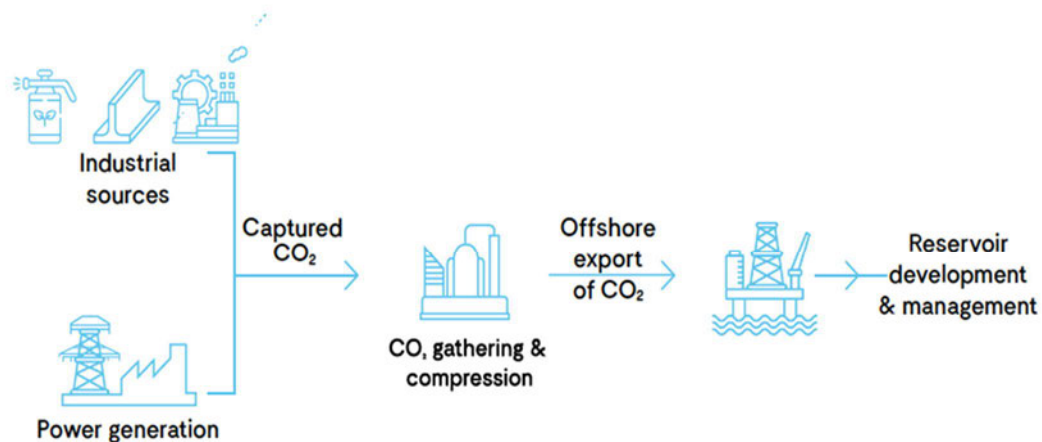 Industrial
sources
Captured
CO₂
Offshore
export
of CO₂
Reservoir
development
& management
CO, gathering &
compression
Power generation